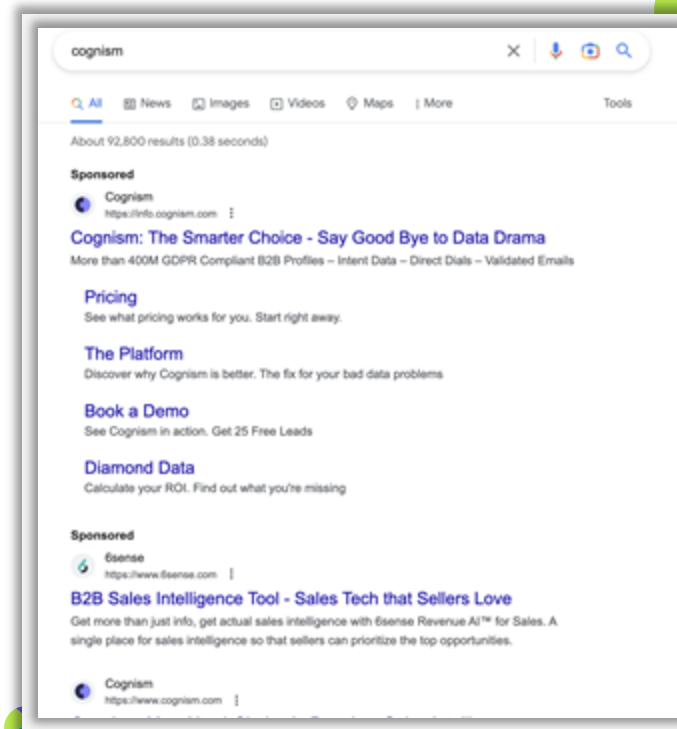 cognism
All News Images Videos Maps More Tools
About 92,800 results (0.38 seconds)
Sponsored
Cognism
https://info.cognism.com
Cognism: The Smarter Choice - Say Good Bye to Data Drama
More than 400M GDPR Compliant B2B Profiles – Intent Data – Direct Dials – Validated Emails
Pricing
See what pricing works for you. Start right away.
The Platform
Discover why Cognism is better. The fix for your bad data problems
Book a Demo
See Cognism in action. Get 25 Free Leads
Diamond Data
Calculate your ROI. Find out what you're missing
Sponsored
6sense
https://www.6sense.com
B2B Sales Intelligence Tool - Sales Tech that Sellers Love
Get more than just info, get actual sales intelligence with 6sense Revenue AI™ for Sales. A
single place for sales intelligence so that sellers can prioritize the top opportunities.
Cognism
https://www.cognism.com